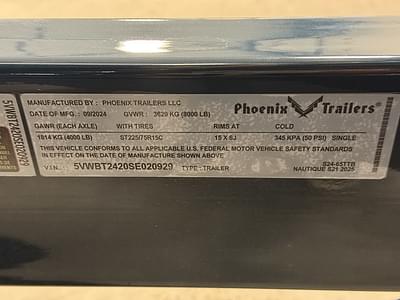 MANUFACTURED BY : PHOENIX TRAILERS LLC
Phoenix Trailers
DATE OF MFG. : 09/2024 GVWR : 3629 KG (8000 LB)
GAWR (EACH AXLE) WITH TIRES RIMS AT COLD
1814 KG (4000 LB) ST225/75R15C 15 X 6J 345 KPA (50 PSI) SINGLE
THIS VEHICLE CONFORMS TO ALL APPLICABLE U.S. FEDERAL MOTOR VEHICLE SAFETY STANDARDS
IN EFFECT ON THE DATE OF MANUFACTURE SHOWN ABOVE
V.I.N. 5VWBT2420SE020929 TYPE : TRAILER
S24-65TTB
NAUTIQUE S21 2025
5VWBT2420SE020929